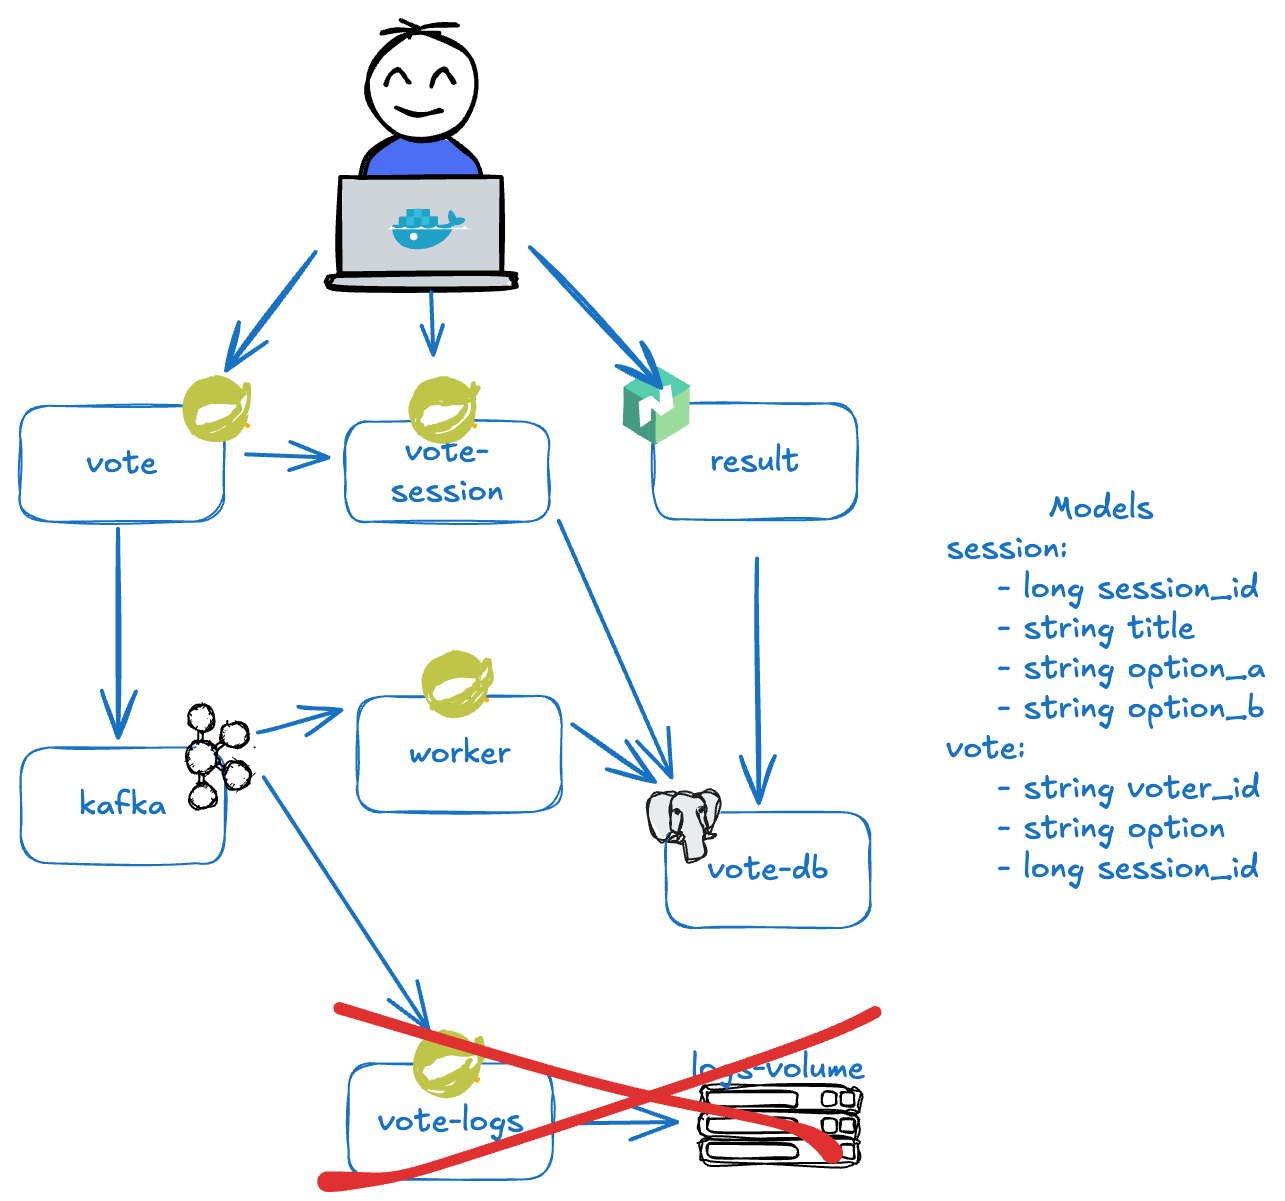 vote
vote-
session
result
Models
session:
- long session_id
- string title
- string option_a
- string option_b
vote:
- string voter_id
- string option
- long session_id
worker
kafka
vote-db
logs-volume
vote-logs